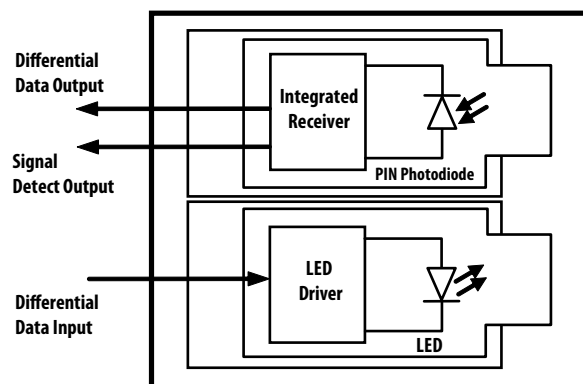 Differential
Data Output
Integrated
Receiver
Signal
Detect Output
PIN Photodiode
LED
Driver
Differential
Data Input
LED